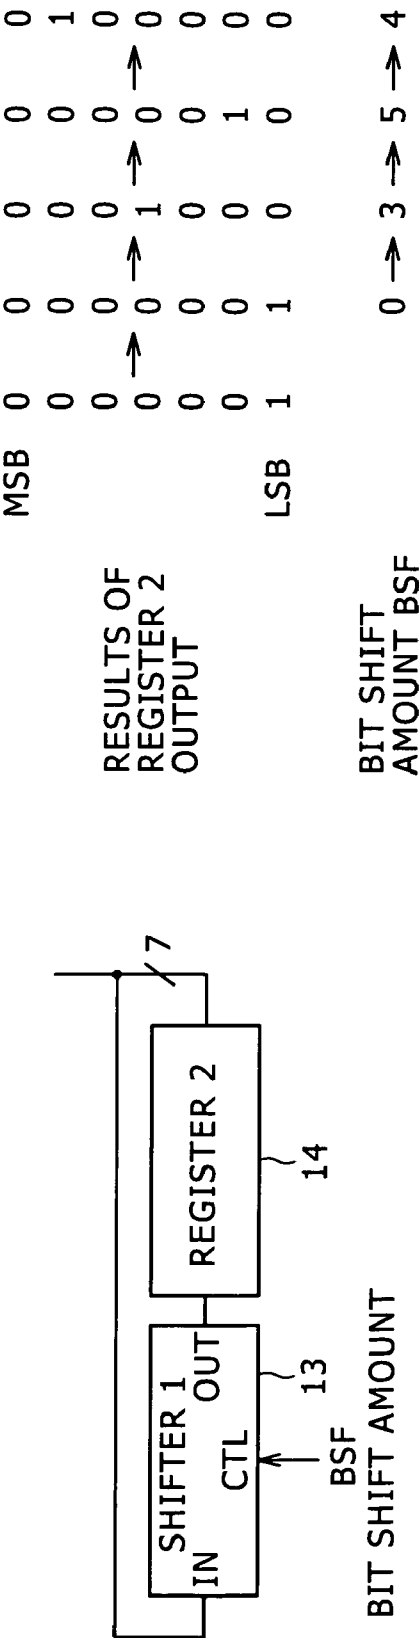 SHIFTER 1
IN
OUT
CTL
13
BSF
BIT SHIFT AMOUNT
REGISTER 2
14
7
RESULTS OF
REGISTER 2
OUTPUT
MSB 0 0 0 0 0
0 0 0 0 1
0 0 0 0 0
0 → 0 → 1 → 0 → 0
0 0 0 0 0
0 0 0 1 0
LSB 1 1 0 0 0
BIT SHIFT
AMOUNT BSF
0 → 3 → 5 → 4